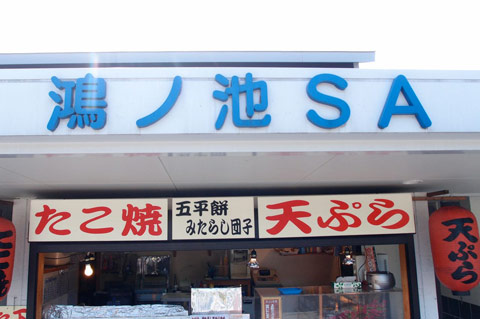 鴻ノ池SA
たこ焼
五平餅
みたらし団子
天ぷら
天ぷら